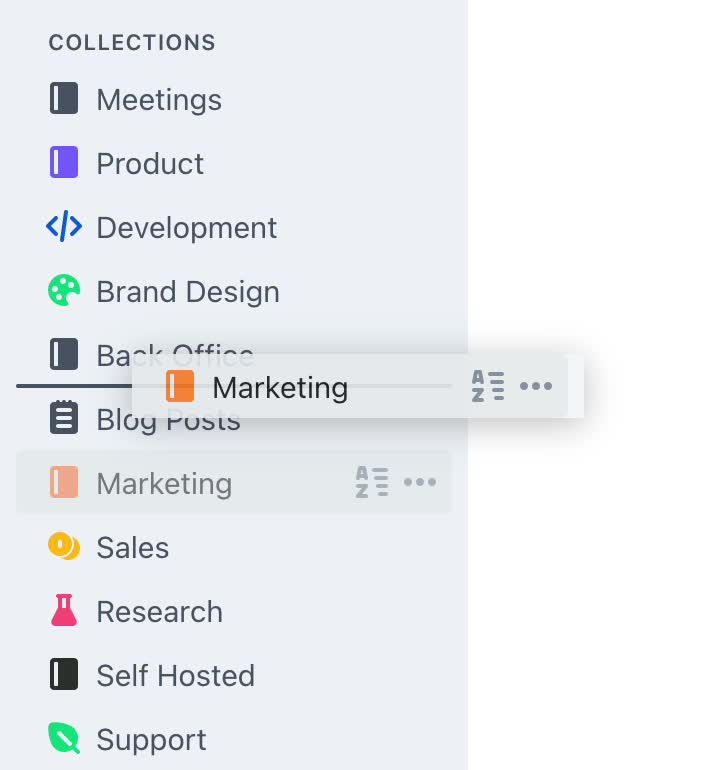 COLLECTIONS
Meetings
Product
Development
Brand Design
Back Office
Marketing
Blog Posts
Marketing
Sales
Research
Self Hosted
Support